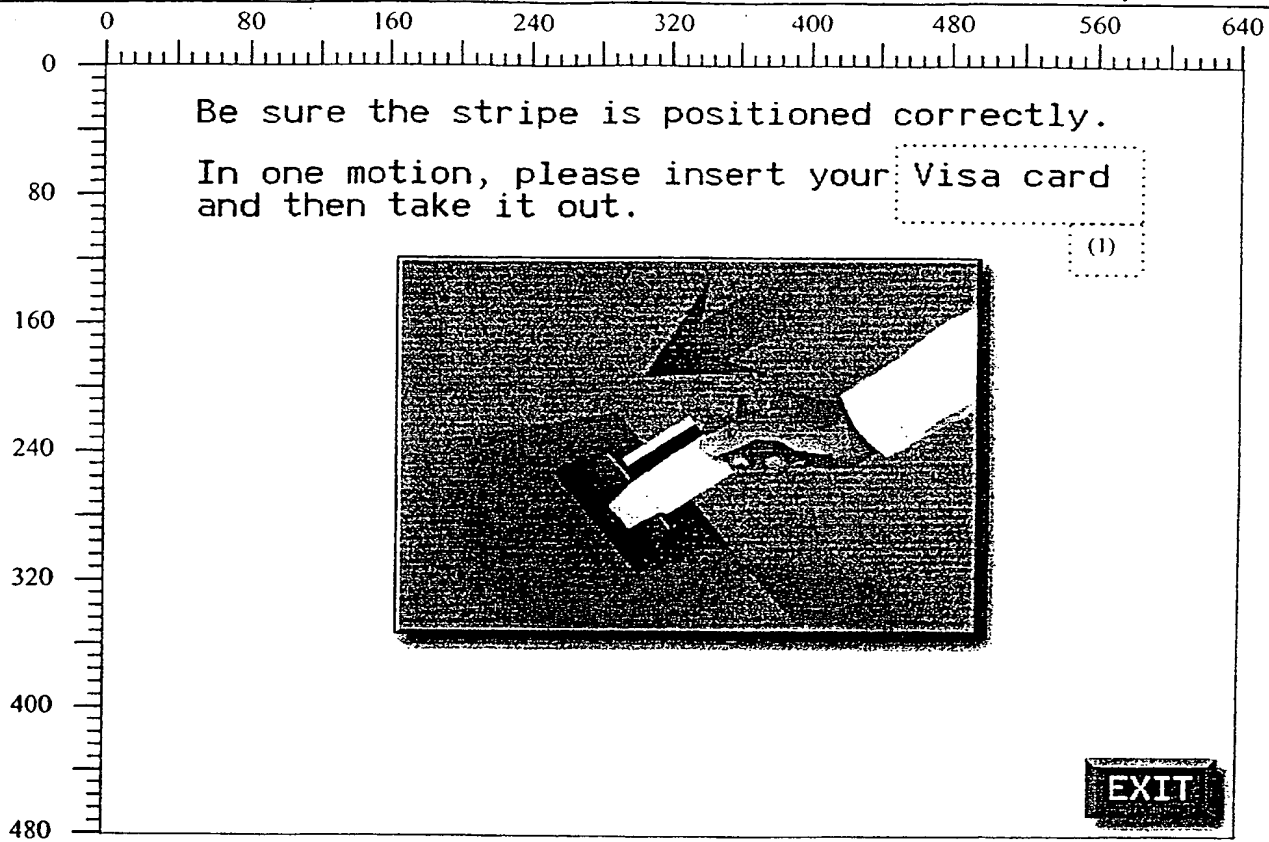 0 80 160 240 320 400 480 560 640
0
Be sure the stripe is positioned correctly.
In one motion, please insert your Visa card
80
and then take it out.
(1)
160
240
320
400
EXIT
480